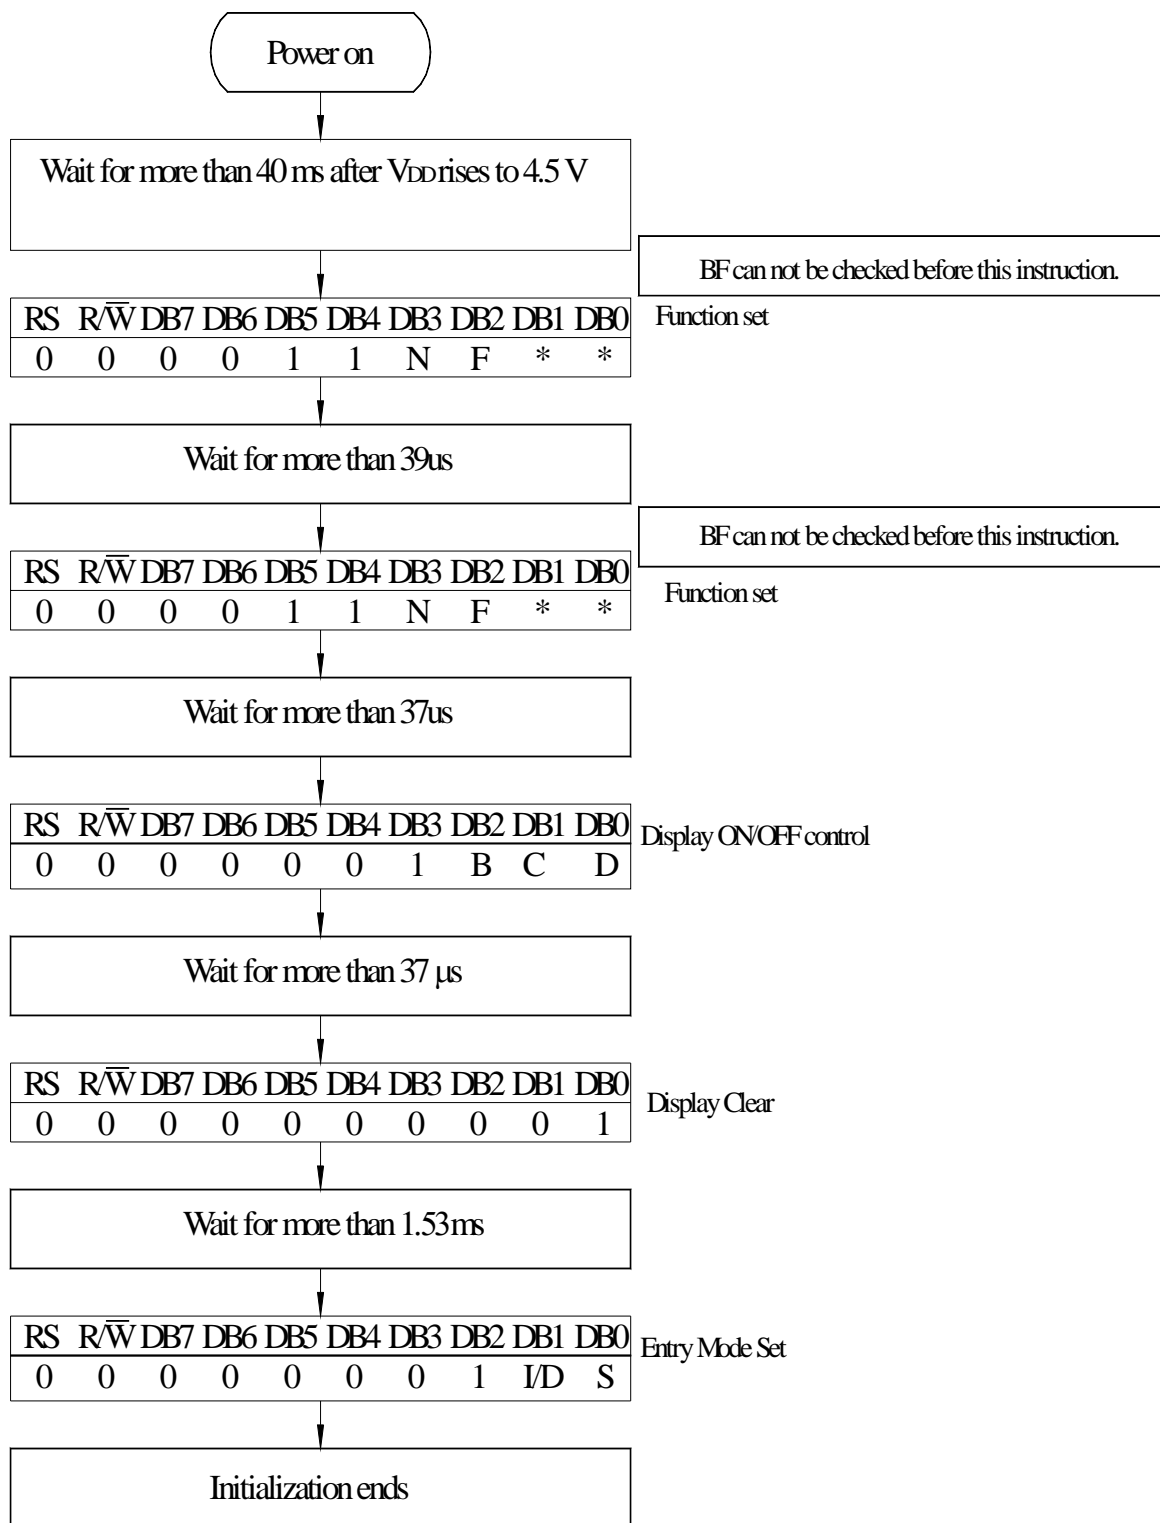 Power on
Wait for more than 40 ms after VDD rises to 4.5 V
BF can not be checked before this instruction.
RS R/W̅ DB7 DB6 DB5 DB4 DB3 DB2 DB1 DB0
Function set
0 0 0 0 1 1 N F * *
Wait for more than 39us
BF can not be checked before this instruction.
RS R/W̅ DB7 DB6 DB5 DB4 DB3 DB2 DB1 DB0
Function set
0 0 0 0 1 1 N F * *
Wait for more than 37us
RS R/W̅ DB7 DB6 DB5 DB4 DB3 DB2 DB1 DB0
Display ON/OFF control
0 0 0 0 0 0 1 B C D
Wait for more than 37 µs
RS R/W̅ DB7 DB6 DB5 DB4 DB3 DB2 DB1 DB0
Display Clear
0 0 0 0 0 0 0 0 0 1
Wait for more than 1.53ms
RS R/W̅ DB7 DB6 DB5 DB4 DB3 DB2 DB1 DB0
Entry Mode Set
0 0 0 0 0 0 0 1 I/D S
Initialization ends